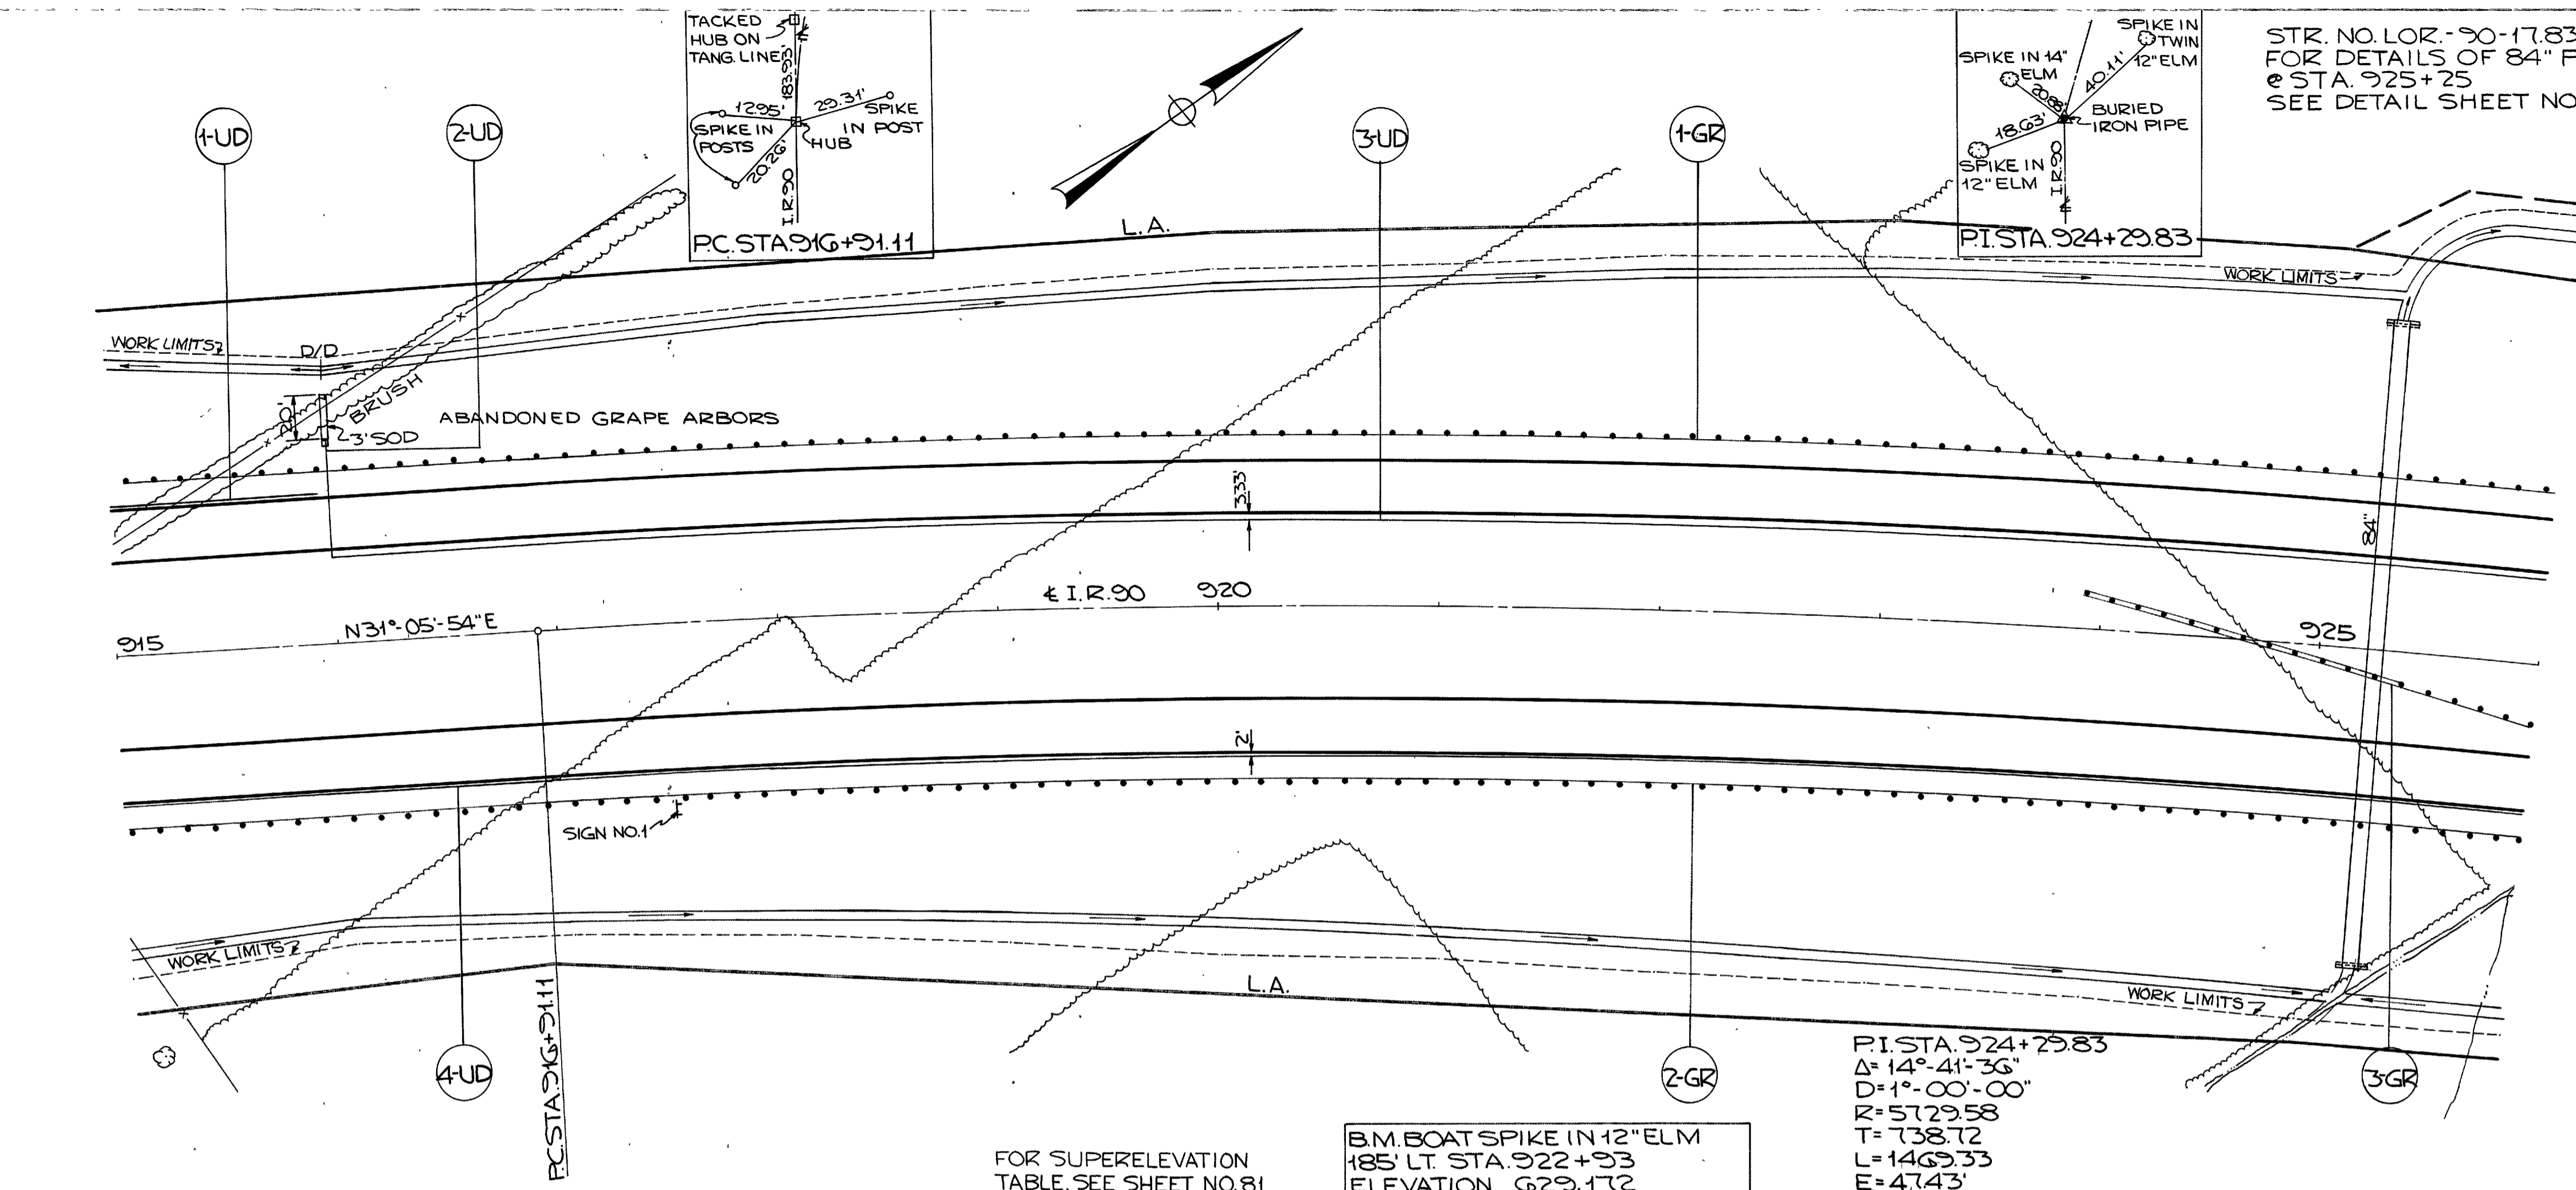 TACKED
HUB ON
TANG. LINE
183.93'
12.95'
29.31'
SPIKE
IN POST
SPIKE IN
POSTS
HUB
20.26'
I.R.90
P.C.STA.916+91.11
SPIKE IN
TWIN
12"ELM
SPIKE IN 14"
ELM
40.11'
20.88'
BURIED
IRON PIPE
18.63'
SPIKE IN
12"ELM
I.R.90
P.I.STA.924+29.83
STR. NO. LOR.-90-17.83
FOR DETAILS OF 84" F
@ STA. 925+25
SEE DETAIL SHEET NO
1-UD
2-UD
3-UD
1-GR
L.A.
WORK LIMITS
WORK LIMITS
D/D
BRUSH
20'
3'SOD
ABANDONED GRAPE ARBORS
3.33'
84"
₵ I.R.90
920
N31°-05'-54"E
915
925
2'
SIGN NO.1
WORK LIMITS
L.A.
WORK LIMITS
4-UD
P.C.STA.916+91.11
2-GR
3-GR
P.I.STA.924+29.83
Δ=14°-41'-36"
D=1°-00'-00"
R=5729.58
T=738.72
L=1469.33
E=47.43'
FOR SUPERELEVATION
TABLE, SEE SHEET NO.81
B.M. BOAT SPIKE IN 12" ELM
185' LT. STA.922+93
ELEVATION 629.172